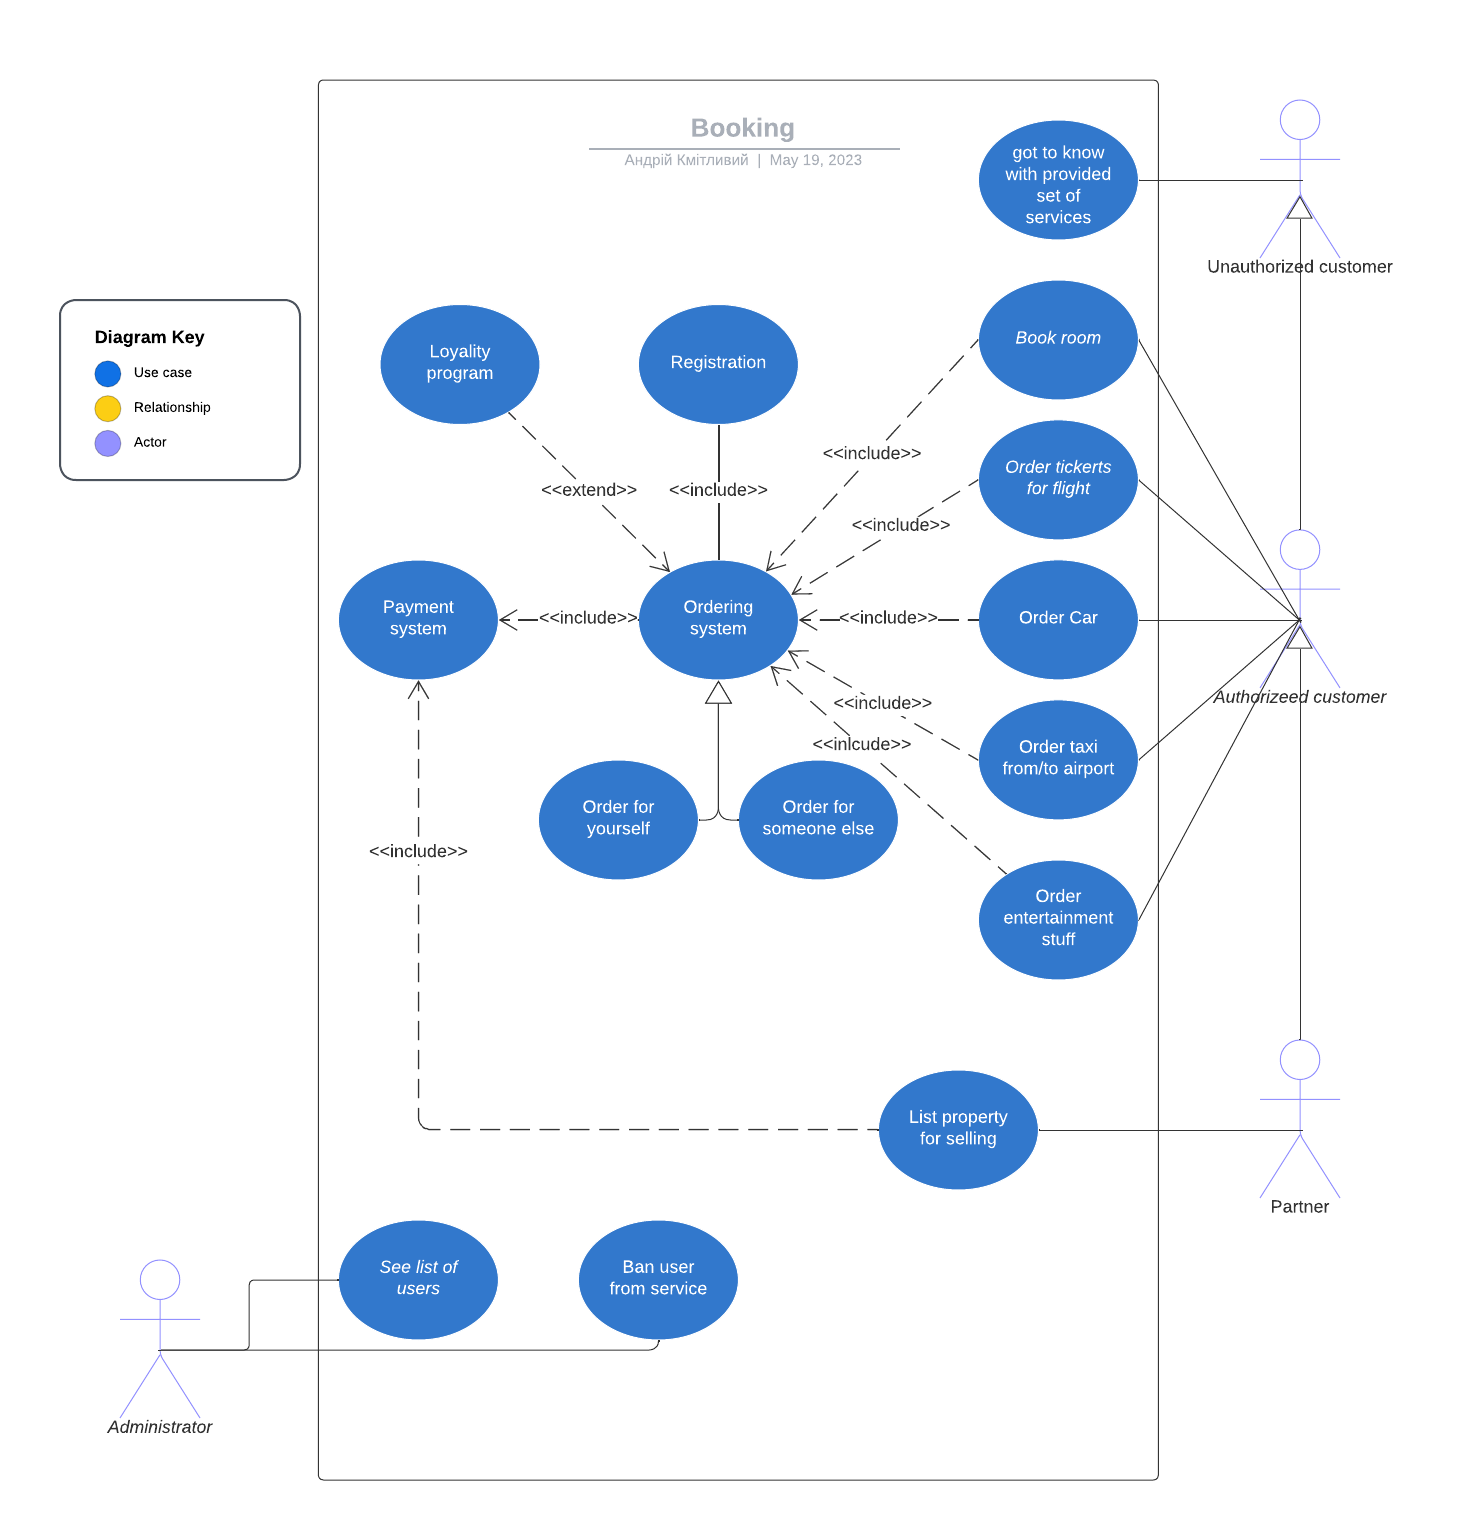 Booking
Андрій Кмітливий | May 19, 2023
got to know
with provided
set of
services
Unauthorized customer
Diagram Key
Use case
Relationship
Actor
Loyality
program
Registration
Book room
<<include>>
Order tickerts
for flight
<<extend>>
<<include>>
<<include>>
Payment
system
<<include>>
Ordering
system
<<include>>
Order Car
Authorizeed customer
<<include>>
<<inlcude>>
Order taxi
from/to airport
Order for
yourself
Order for
someone else
<<include>>
Order
entertainment
stuff
List property
for selling
Partner
See list of
users
Ban user
from service
Administrator